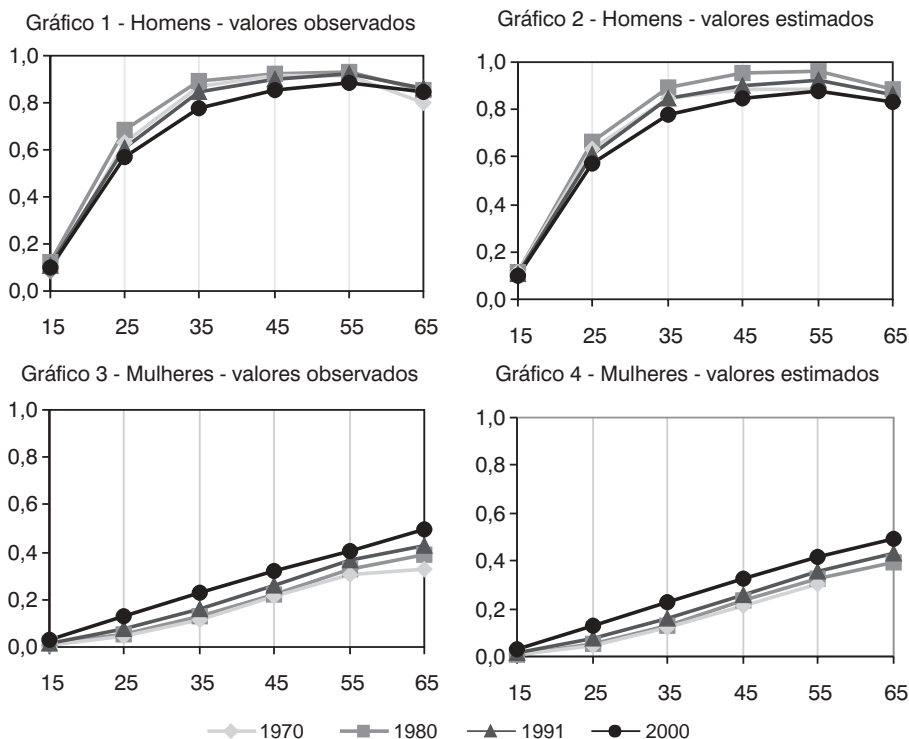 Gráfico 1 - Homens - valores observados
1,0
0,8
0,6
0,4
0,2
0,0
15 25 35 45 55 65
Gráfico 2 - Homens - valores estimados
1,0
0,8
0,6
0,4
0,2
0,0
15 25 35 45 55 65
Gráfico 3 - Mulheres - valores observados
1,0
0,8
0,6
0,4
0,2
0,0
15 25 35 45 55 65
Gráfico 4 - Mulheres - valores estimados
1,0
0,8
0,6
0,4
0,2
0,0
15 25 35 45 55 65
1970 1980 1991 2000